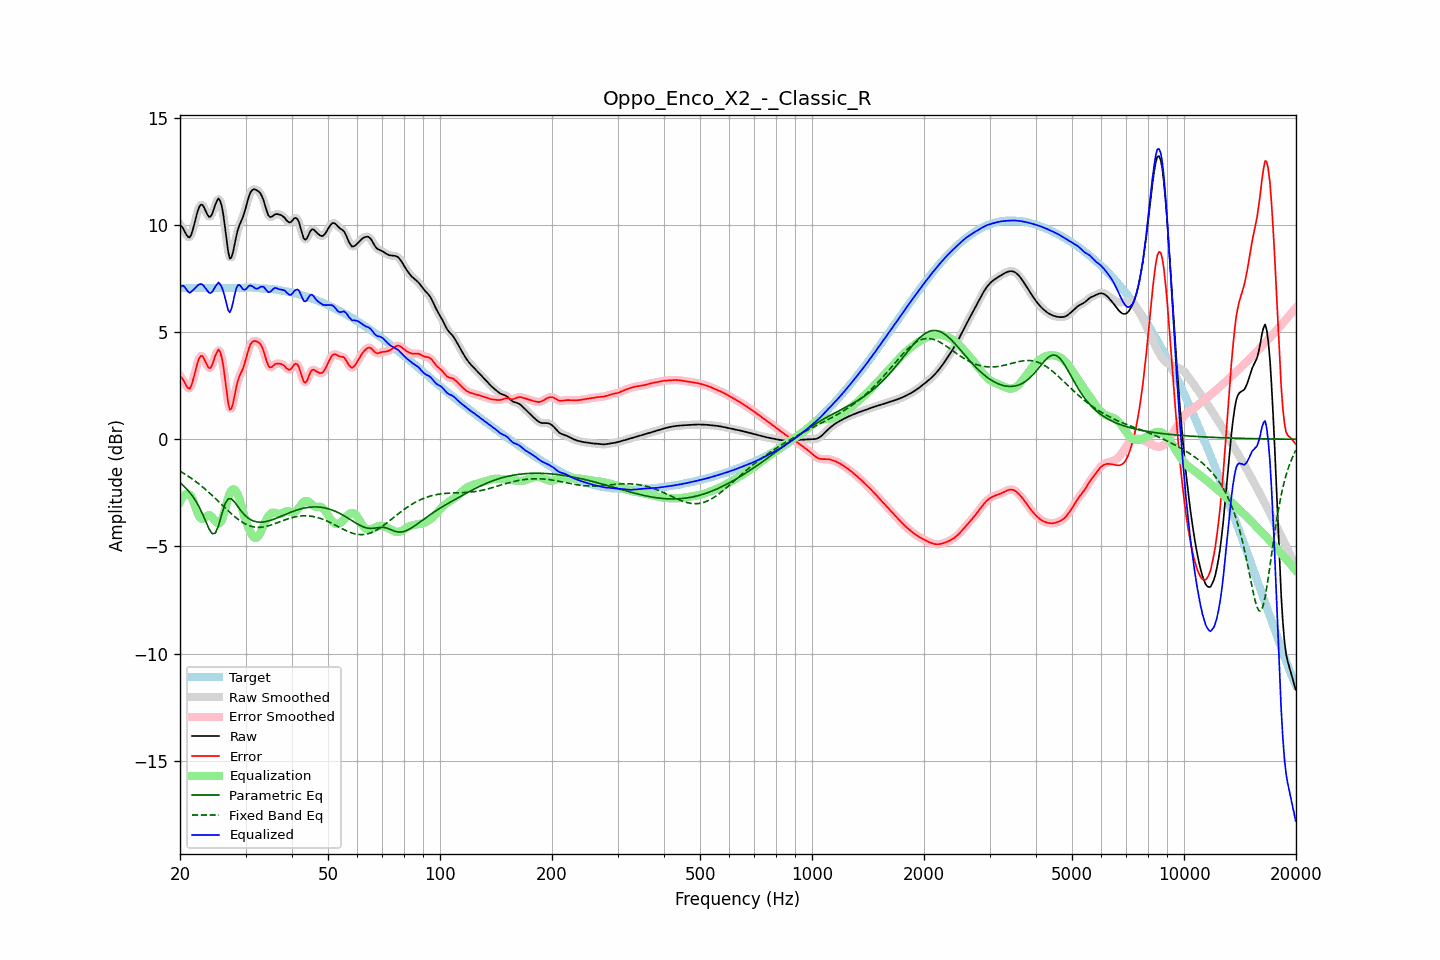 Oppo_Enco_X2_-_Classic_R
15
10
5
0
−5
−10
−15
Amplitude (dBr)
Target
Raw Smoothed
Error Smoothed
Raw
Error
Equalization
Parametric Eq
Fixed Band Eq
Equalized
20 50 100 200 500 1000 2000 5000 10000 20000
Frequency (Hz)